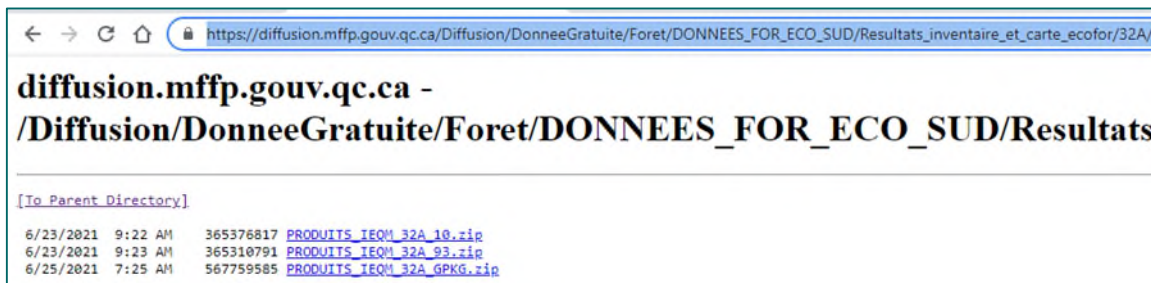 https://diffusion.mffp.gouv.qc.ca/Diffusion/DonneeGratuite/Foret/DONNEES_FOR_ECO_SUD/Resultats_inventaire_et_carte_ecofor/32A/
diffusion.mffp.gouv.qc.ca -
/Diffusion/DonneeGratuite/Foret/DONNEES_FOR_ECO_SUD/Resultats
[To Parent Directory]
6/23/2021 9:22 AM 365376817 PRODUITS_IEQM_32A_10.zip
6/23/2021 9:23 AM 365310791 PRODUITS_IEQM_32A_93.zip
6/25/2021 7:25 AM 567759585 PRODUITS_IEQM_32A_GPKG.zip